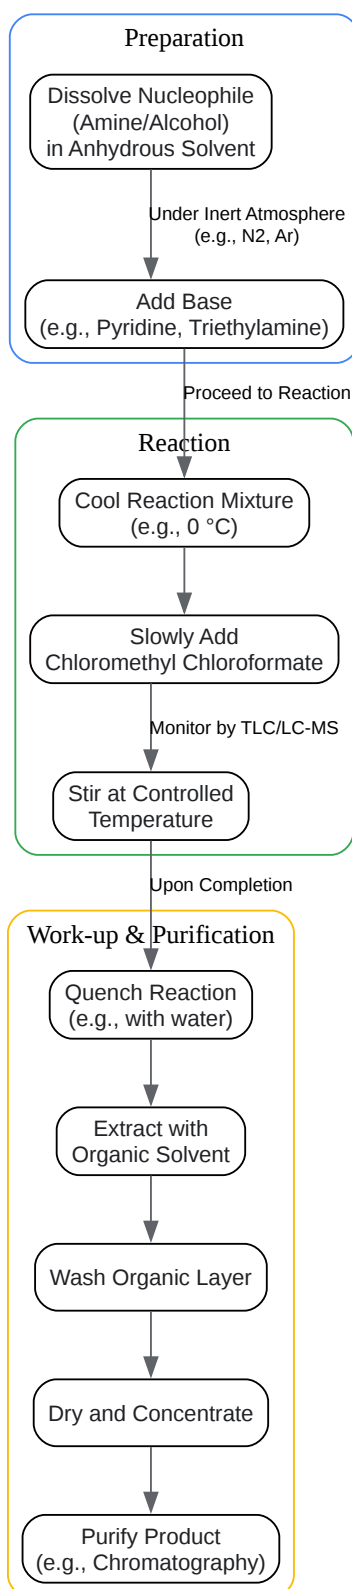 Preparation
Dissolve Nucleophile
(Amine/Alcohol)
in Anhydrous Solvent
Under Inert Atmosphere
(e.g., N2, Ar)
Add Base
(e.g., Pyridine, Triethylamine)
Proceed to Reaction
Reaction
Cool Reaction Mixture
(e.g., 0 °C)
Slowly Add
Chloromethyl Chloroformate
Monitor by TLC/LC-MS
Stir at Controlled
Temperature
Upon Completion
Work-up & Purification
Quench Reaction
(e.g., with water)
Extract with
Organic Solvent
Wash Organic Layer
Dry and Concentrate
Purify Product
(e.g., Chromatography)